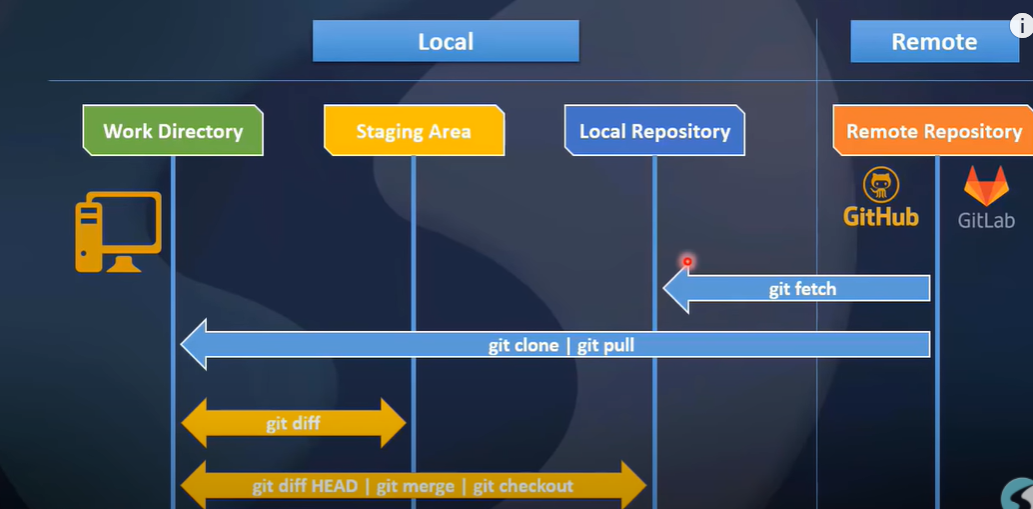 Local
Remote
i
Work Directory
Staging Area
Local Repository
Remote Repository
GitHub
GitLab
git fetch
git clone | git pull
git diff
git diff HEAD | git merge | git checkout